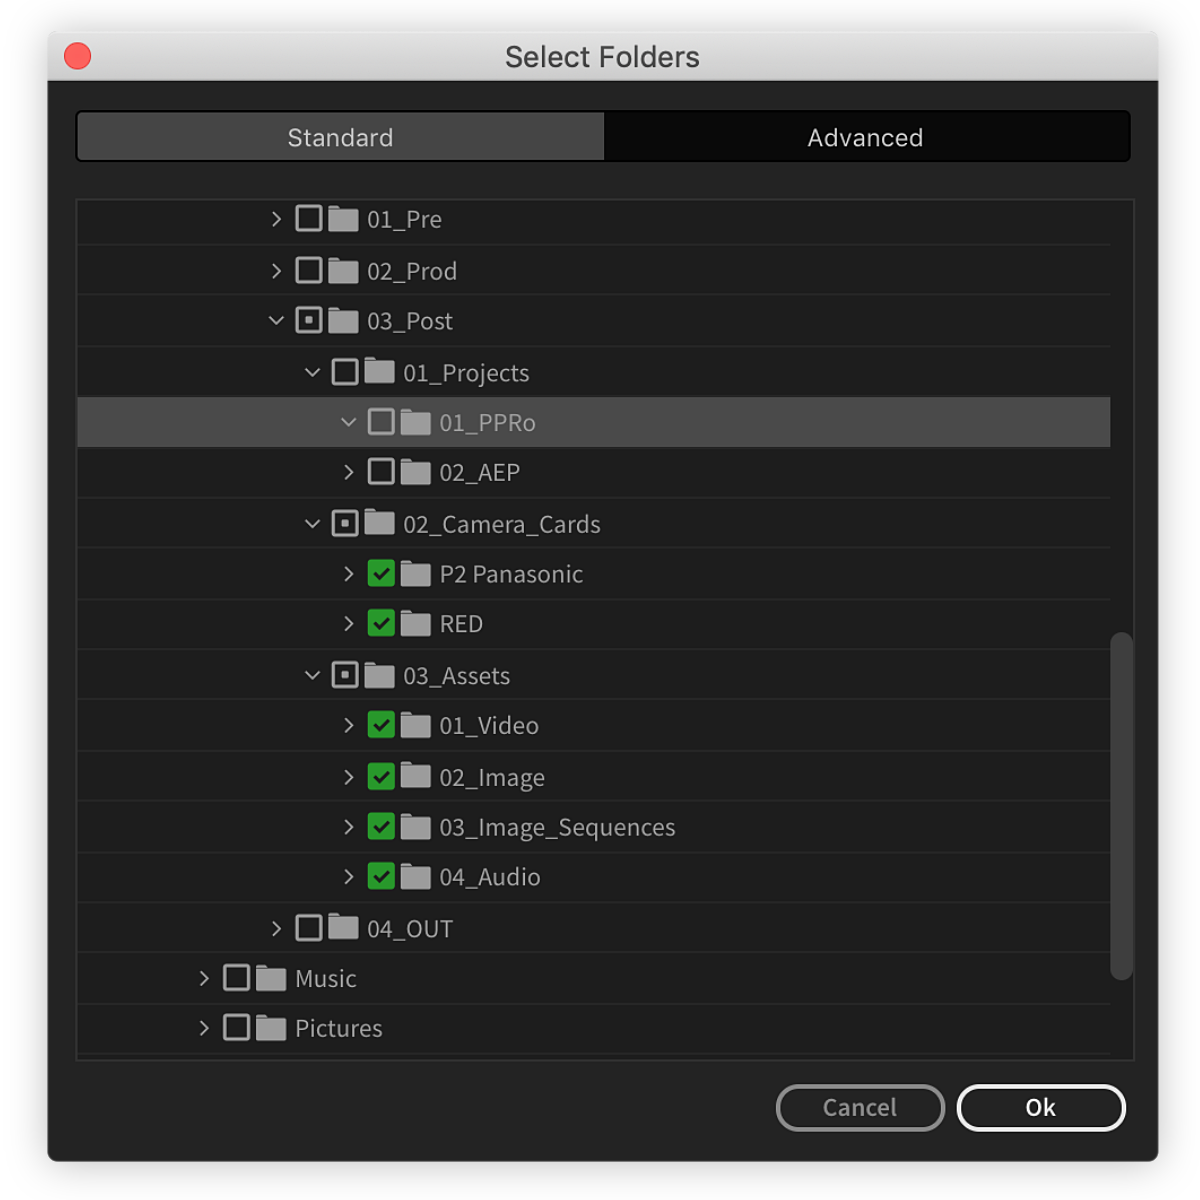 Select Folders
Standard
Advanced
01_Pre
02_Prod
03_Post
01_Projects
01_PPRo
02_AEP
02_Camera_Cards
P2 Panasonic
RED
03_Assets
01_Video
02_Image
03_Image_Sequences
04_Audio
04_OUT
Music
Pictures
Cancel
Ok